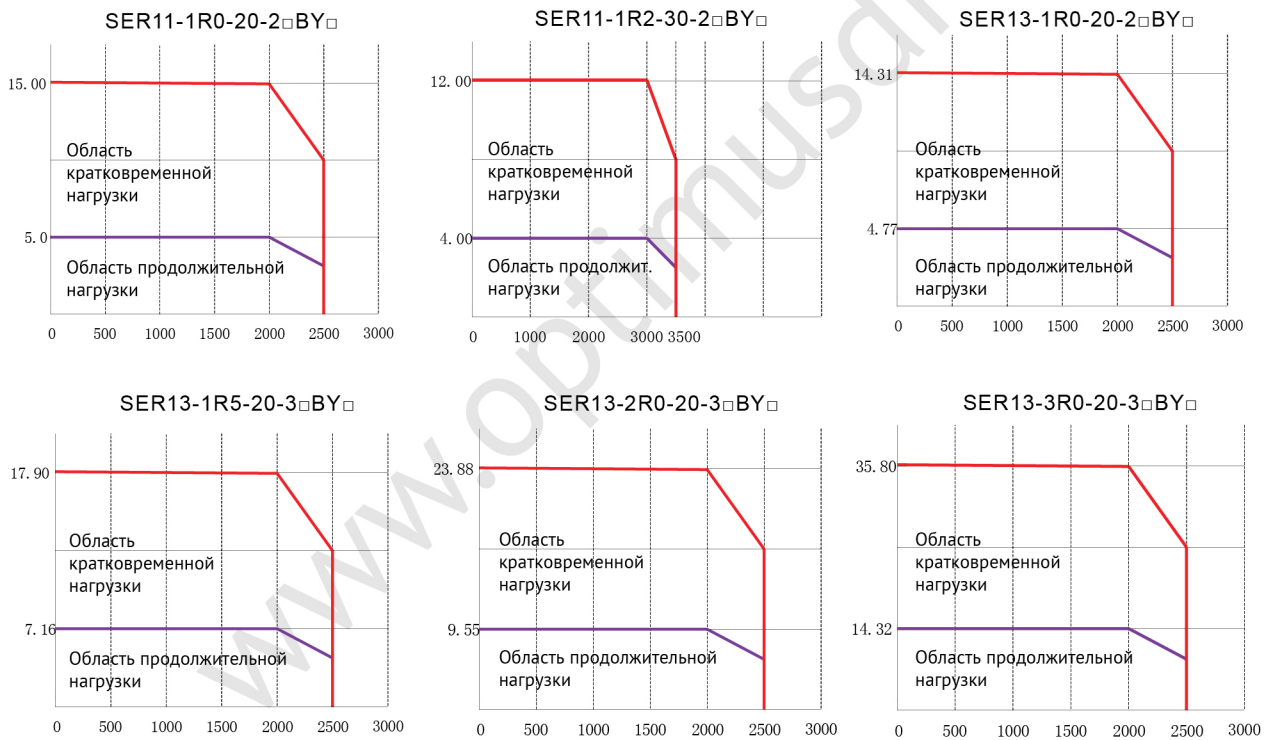 SER11-1R0-20-2□BY□
15.00
Область
кратковременной
нагрузки
5.0
Область продолжительной
нагрузки
0 500 1000 1500 2000 2500 3000
SER11-1R2-30-2□BY□
12.00
Область
кратковременной
нагрузки
4.00
Область продолжит.
нагрузки
0 1000 2000 3000 3500
SER13-1R0-20-2□BY□
14.31
Область
кратковременной
нагрузки
4.77
Область продолжительной
нагрузки
0 500 1000 1500 2000 2500 3000
SER13-1R5-20-3□BY□
17.90
Область
кратковременной
нагрузки
7.16
Область продолжительной
нагрузки
0 500 1000 1500 2000 2500 3000
SER13-2R0-20-3□BY□
23.88
Область
кратковременной
нагрузки
9.55
Область продолжительной
нагрузки
0 500 1000 1500 2000 2500 3000
SER13-3R0-20-3□BY□
35.80
Область
кратковременной
нагрузки
14.32
Область продолжительной
нагрузки
0 500 1000 1500 2000 2500 3000
www.optimusd